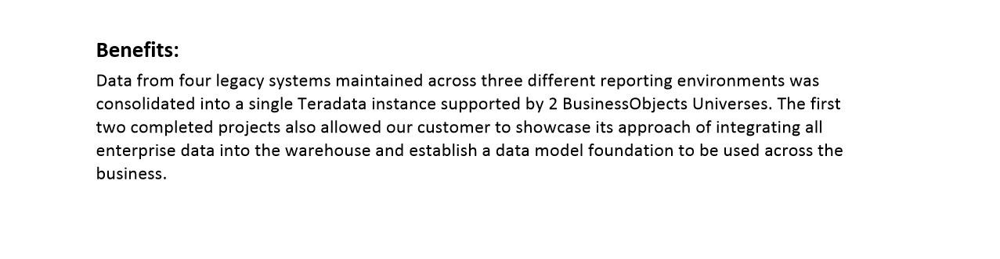 Benefits:
Data from four legacy systems maintained across three different reporting environments was
consolidated into a single Teradata instance supported by 2 BusinessObjects Universes. The first
two completed projects also allowed our customer to showcase its approach of integrating all
enterprise data into the warehouse and establish a data model foundation to be used across the
business.